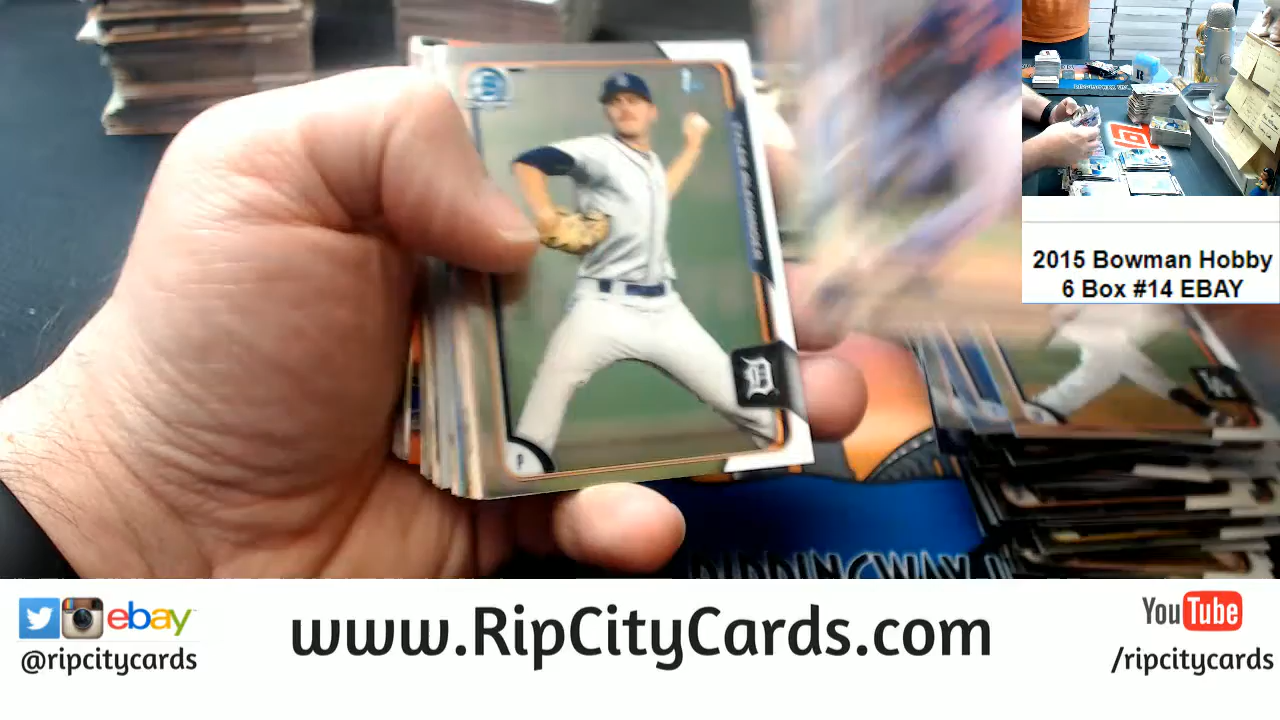 B
D
P
2015 Bowman Hobby
6 Box #14 EBAY
ebay
@ripcitycards
www.RipCityCards.com
YouTube
/ripcitycards